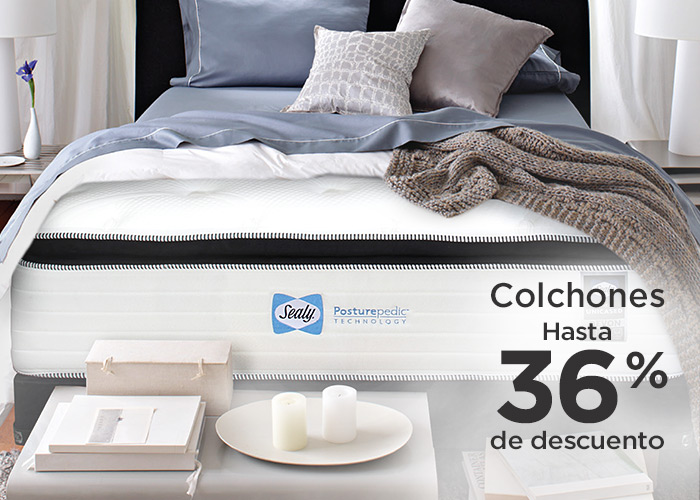 Sealy
Posturepedic
TECHNOLOGY
Colchones
Hasta
36%
de descuento